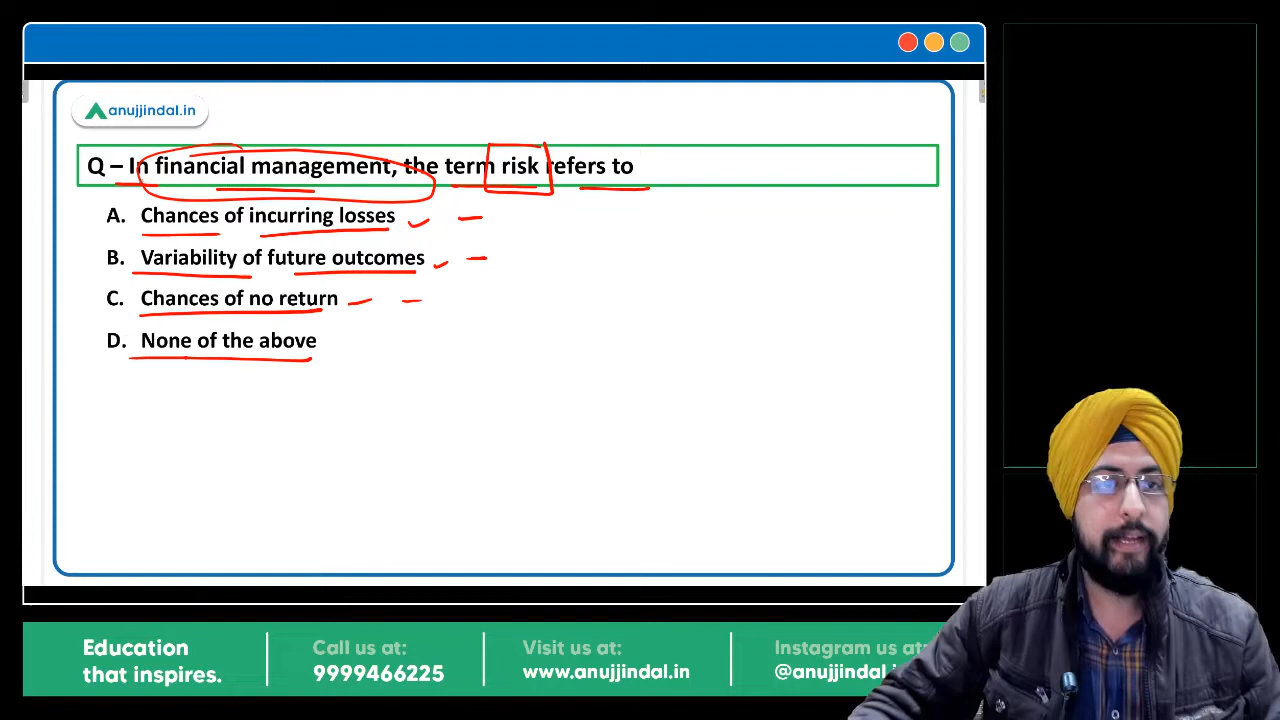 anujjindal.in
Q – In financial management, the term risk refers to
A. Chances of incurring losses
B. Variability of future outcomes
C. Chances of no return
D. None of the above
Education
that inspires.
Call us at:
9999466225
Visit us at:
www.anujjindal.in
Instagram us at:
@anujjindal.i